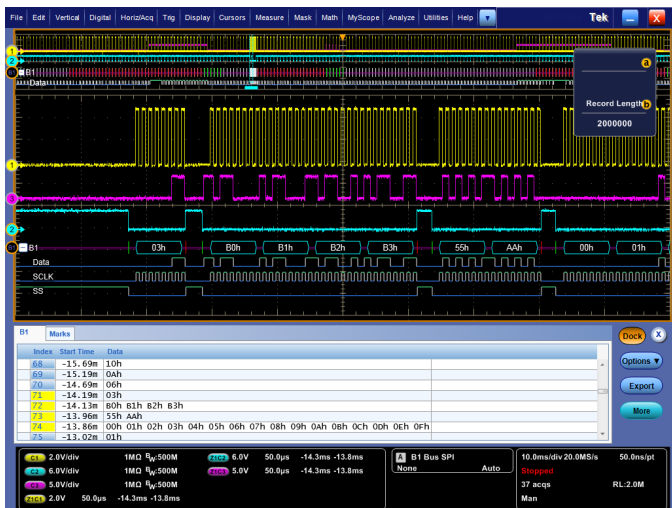 File Edit Vertical Digital Horiz/Acq Trig Display Cursors Measure Mask Math MyScope Analyze Utilities Help Tek X
1
2
B1 B1
Data
a
Record Length b
2000000
1
3
2
B1 B1 03h B0h B1h B2h B3h 55h AAh 00h 01h
Data
SCLK
SS
B1 Marks
Dock X
Index Start Time Data
68 -15.69m 10h
69 -15.19m 0Ah
70 -14.69m 06h
71 -14.19m 03h
72 -14.13m B0h B1h B2h B3h
73 -13.96m 55h AAh
74 -13.86m 00h 01h 02h 03h 04h 05h 06h 07h 08h 09h 0Ah 0Bh 0Ch 0Dh 0Eh 0Fh
75 -13.02m 01h
Options
Export
More
C1 2.0V/div 1MΩ BW:500M
C2 6.0V/div 1MΩ BW:500M
C3 5.0V/div 1MΩ BW:500M
Z1C1 2.0V 50.0µs -14.3ms -13.8ms
Z1C2 6.0V 50.0µs -14.3ms -13.8ms
Z1C3 5.0V 50.0µs -14.3ms -13.8ms
A B1 Bus SPI
None Auto
10.0ms/div 20.0MS/s 50.0ns/pt
Stopped
37 acqs RL:2.0M
Man